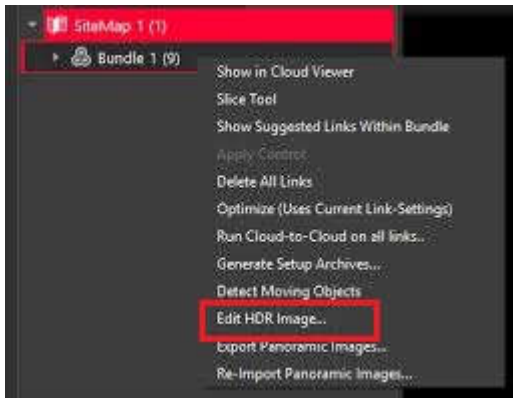 SiteMap 1 (1)
Bundle 1 (9)
Show in Cloud Viewer
Slice Tool
Show Suggested Links Within Bundle
Apply Control
Delete All Links
Optimize (Uses Current Link-Settings)
Run Cloud-to-Cloud on all links..
Generate Setup Archives...
Detect Moving Objects
Edit HDR Image...
Export Panoramic Images...
Re-Import Panoramic Images...